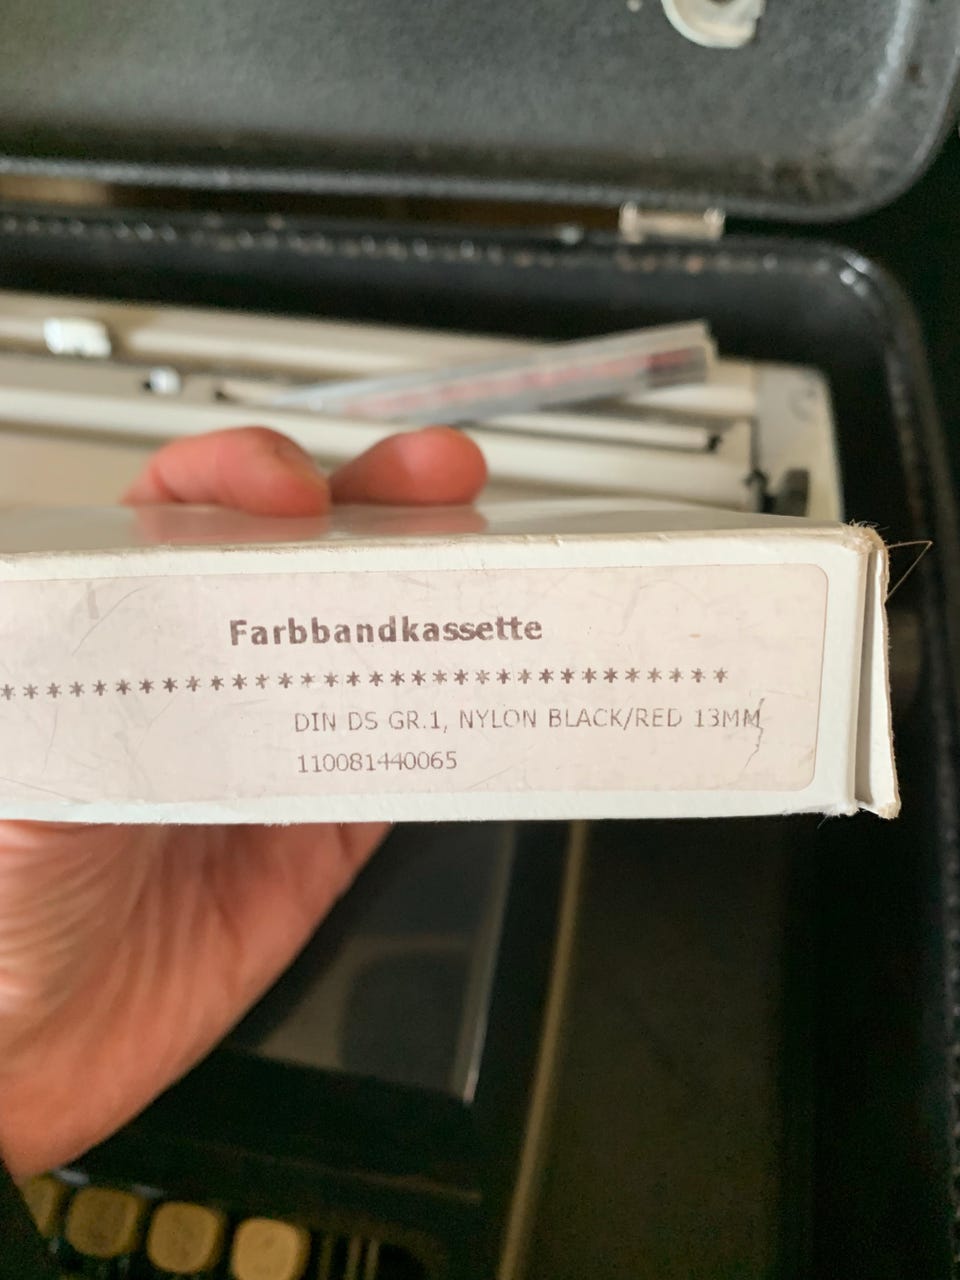 Farbbandkassette
********************************
DIN DS GR.1, NYLON BLACK/RED 13MM
110081440065